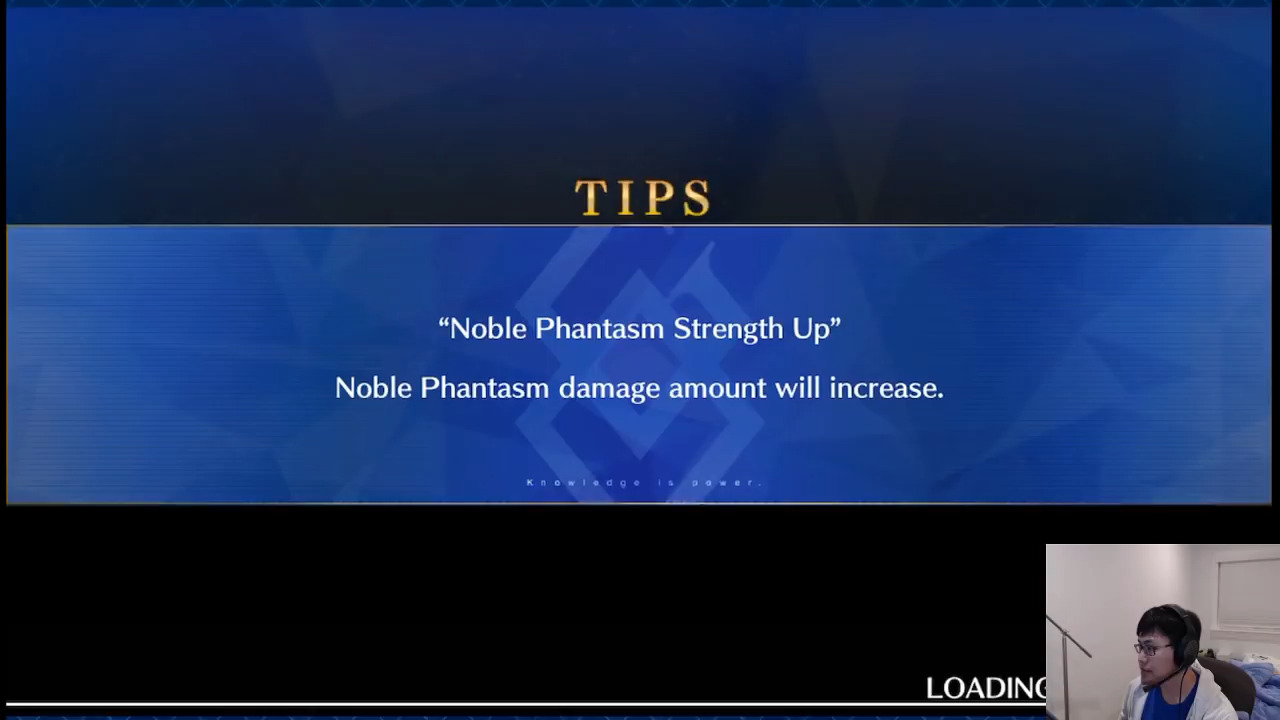 TIPS
“Noble Phantasm Strength Up”
Noble Phantasm damage amount will increase.
Knowledge is power.
LOADING